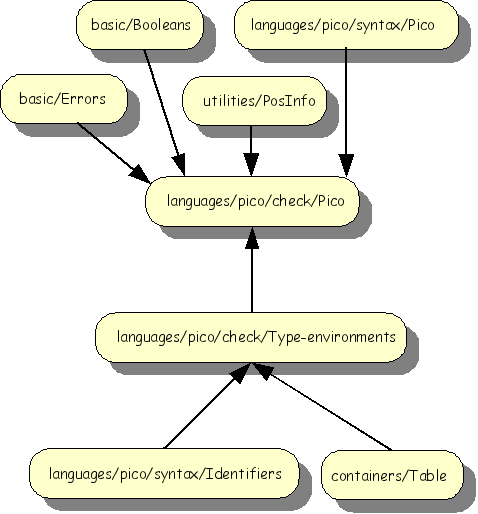 basic/Booleans
languages/pico/syntax/Pico
basic/Errors
utilities/PosInfo
languages/pico/check/Pico
languages/pico/check/Type-environments
languages/pico/syntax/Identifiers
containers/Table